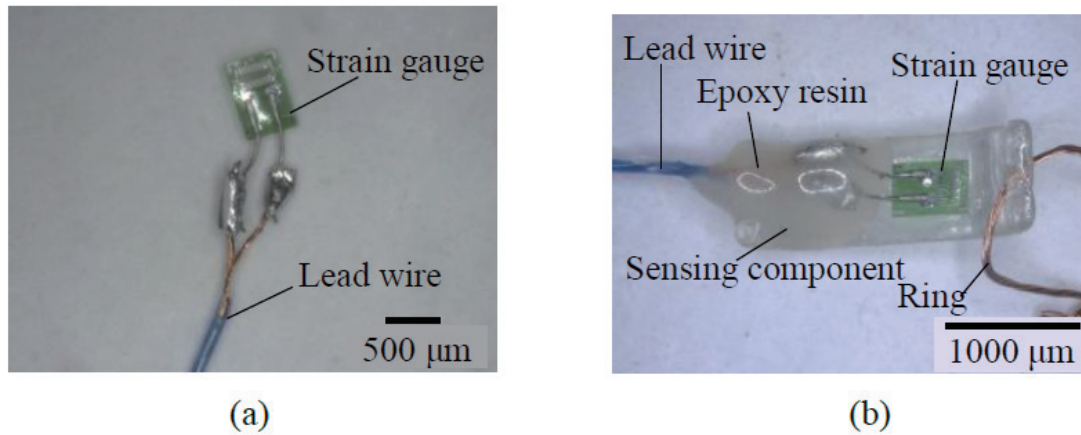 Strain gauge
Lead wire
500 μm
(a)
Lead wire
Strain gauge
Epoxy resin
Sensing component
Ring
1000 μm
(b)